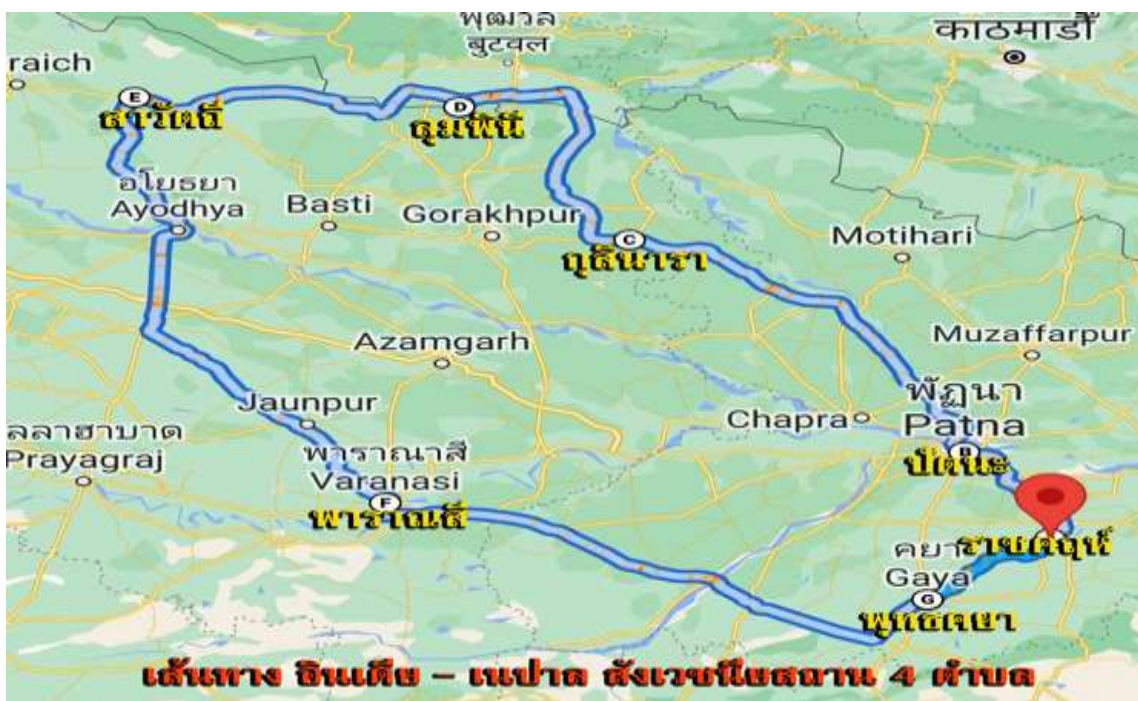 พุฒวัล
बुटवल
काठमाडौं
raich
E
สาวัตถี
D
ลุมพินี
อโยธยา
Ayodhya
Basti
Gorakhpur
C
กุสินารา
Motihari
Azamgarh
Muzaffarpur
Jaunpur
Chapra
พัฏนา
Patna
ปัตนะ
ลลาฮาบาด
Prayagraj
พาราณาสี
Varanasi
F
พาราณสี
ราชคฤห์
คยา
Gaya
G
พุทธคยา
เส้นทาง อินเดีย - เนปาล สังเวชนียสถาน 4 ตำบล